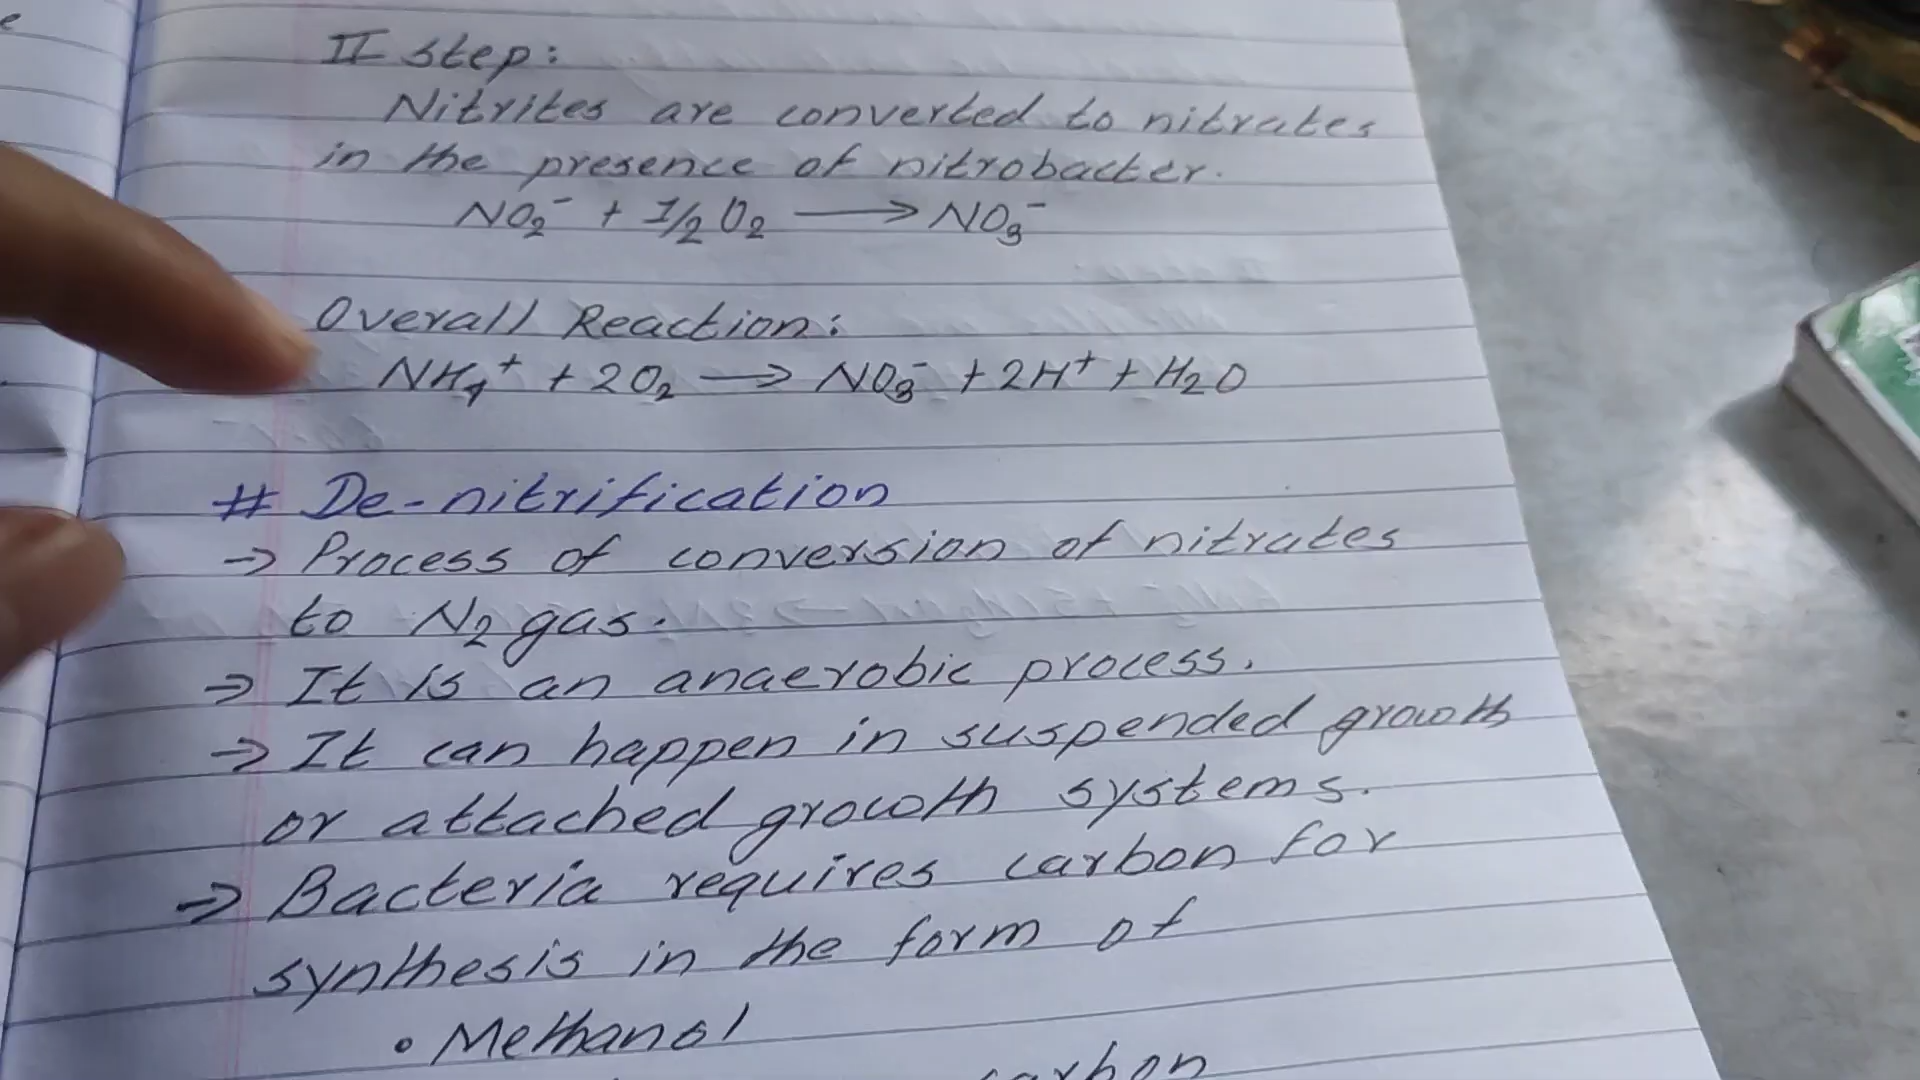 II step:
Nitrites are converted to nitrates
in the presence of nitrobacter.
NO₂⁻ + 1/2 O₂ ⟶ NO₃⁻
Overall Reaction:
NH₄⁺ + 2O₂ ⟶ NO₃⁻ + 2H⁺ + H₂O
# De-nitrification
→ Process of conversion of nitrates
to N₂ gas.
→ It is an anaerobic process.
→ It can happen in suspended growth
or attached growth systems.
→ Bacteria requires carbon for
synthesis in the form of
• Methanol
carbon